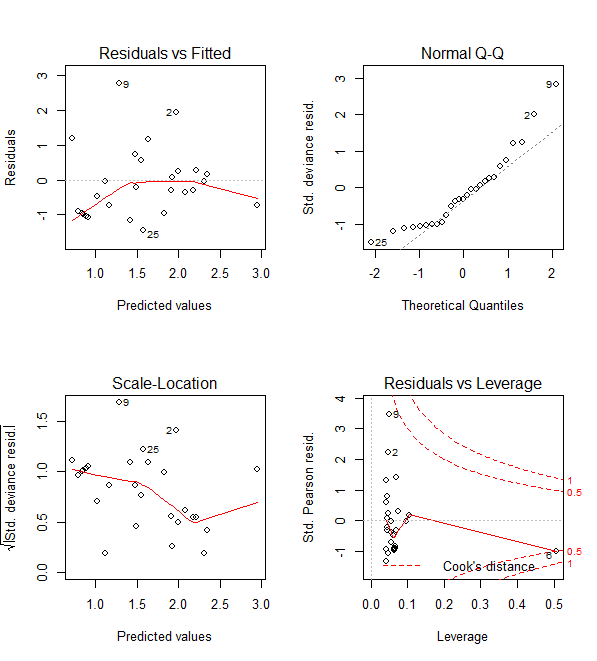 Residuals vs Fitted
Residuals
3
2
1
0
-1
9
2
25
1.0 1.5 2.0 2.5 3.0
Predicted values
Normal Q-Q
Std. deviance resid.
3
2
1
0
-1
9
2
25
-2 -1 0 1 2
Theoretical Quantiles
Scale-Location
√|Std. deviance resid.|
1.5
1.0
0.5
0.0
9
2
25
1.0 1.5 2.0 2.5 3.0
Predicted values
Residuals vs Leverage
Std. Pearson resid.
4
3
2
1
0
-1
9
2
1
0.5
0.5
1
Cook's distance
0.0 0.1 0.2 0.3 0.4 0.5
Leverage